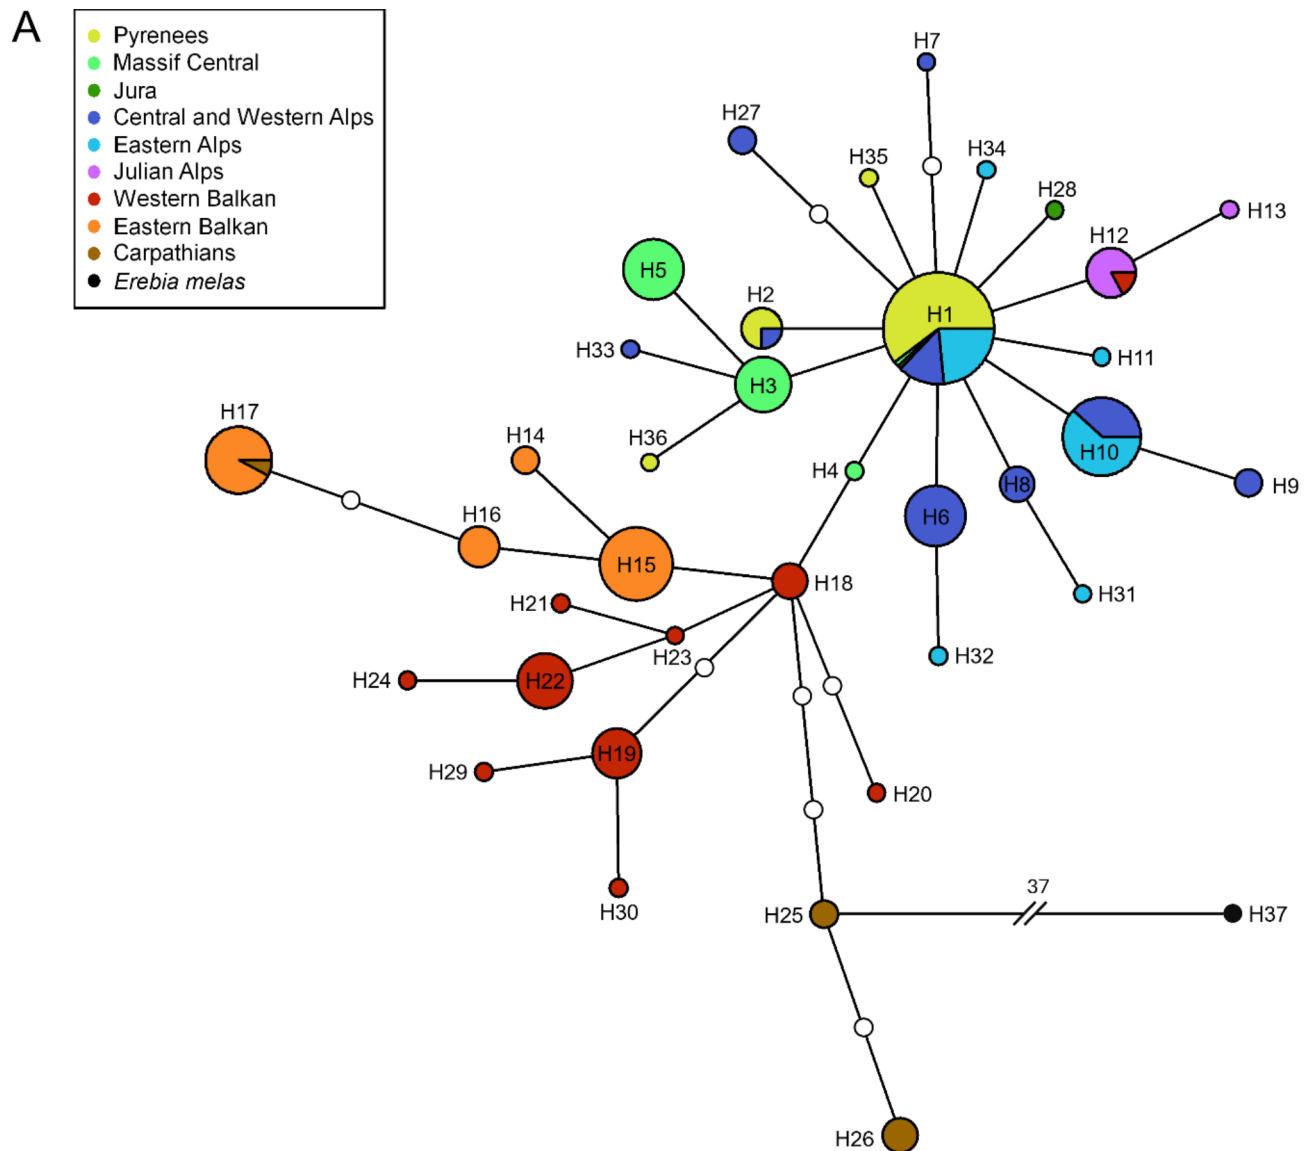 A
Pyrenees
Massif Central
Jura
Central and Western Alps
Eastern Alps
Julian Alps
Western Balkan
Eastern Balkan
Carpathians
Erebia melas
H7
H27
H35
H34
H28
H13
H12
H5
H2
H1
H33
H3
H11
H17
H14
H36
H4
H10
H8
H9
H16
H6
H15
H18
H21
H31
H23
H32
H24
H22
H19
H29
H20
H30
37
H25
H37
H26